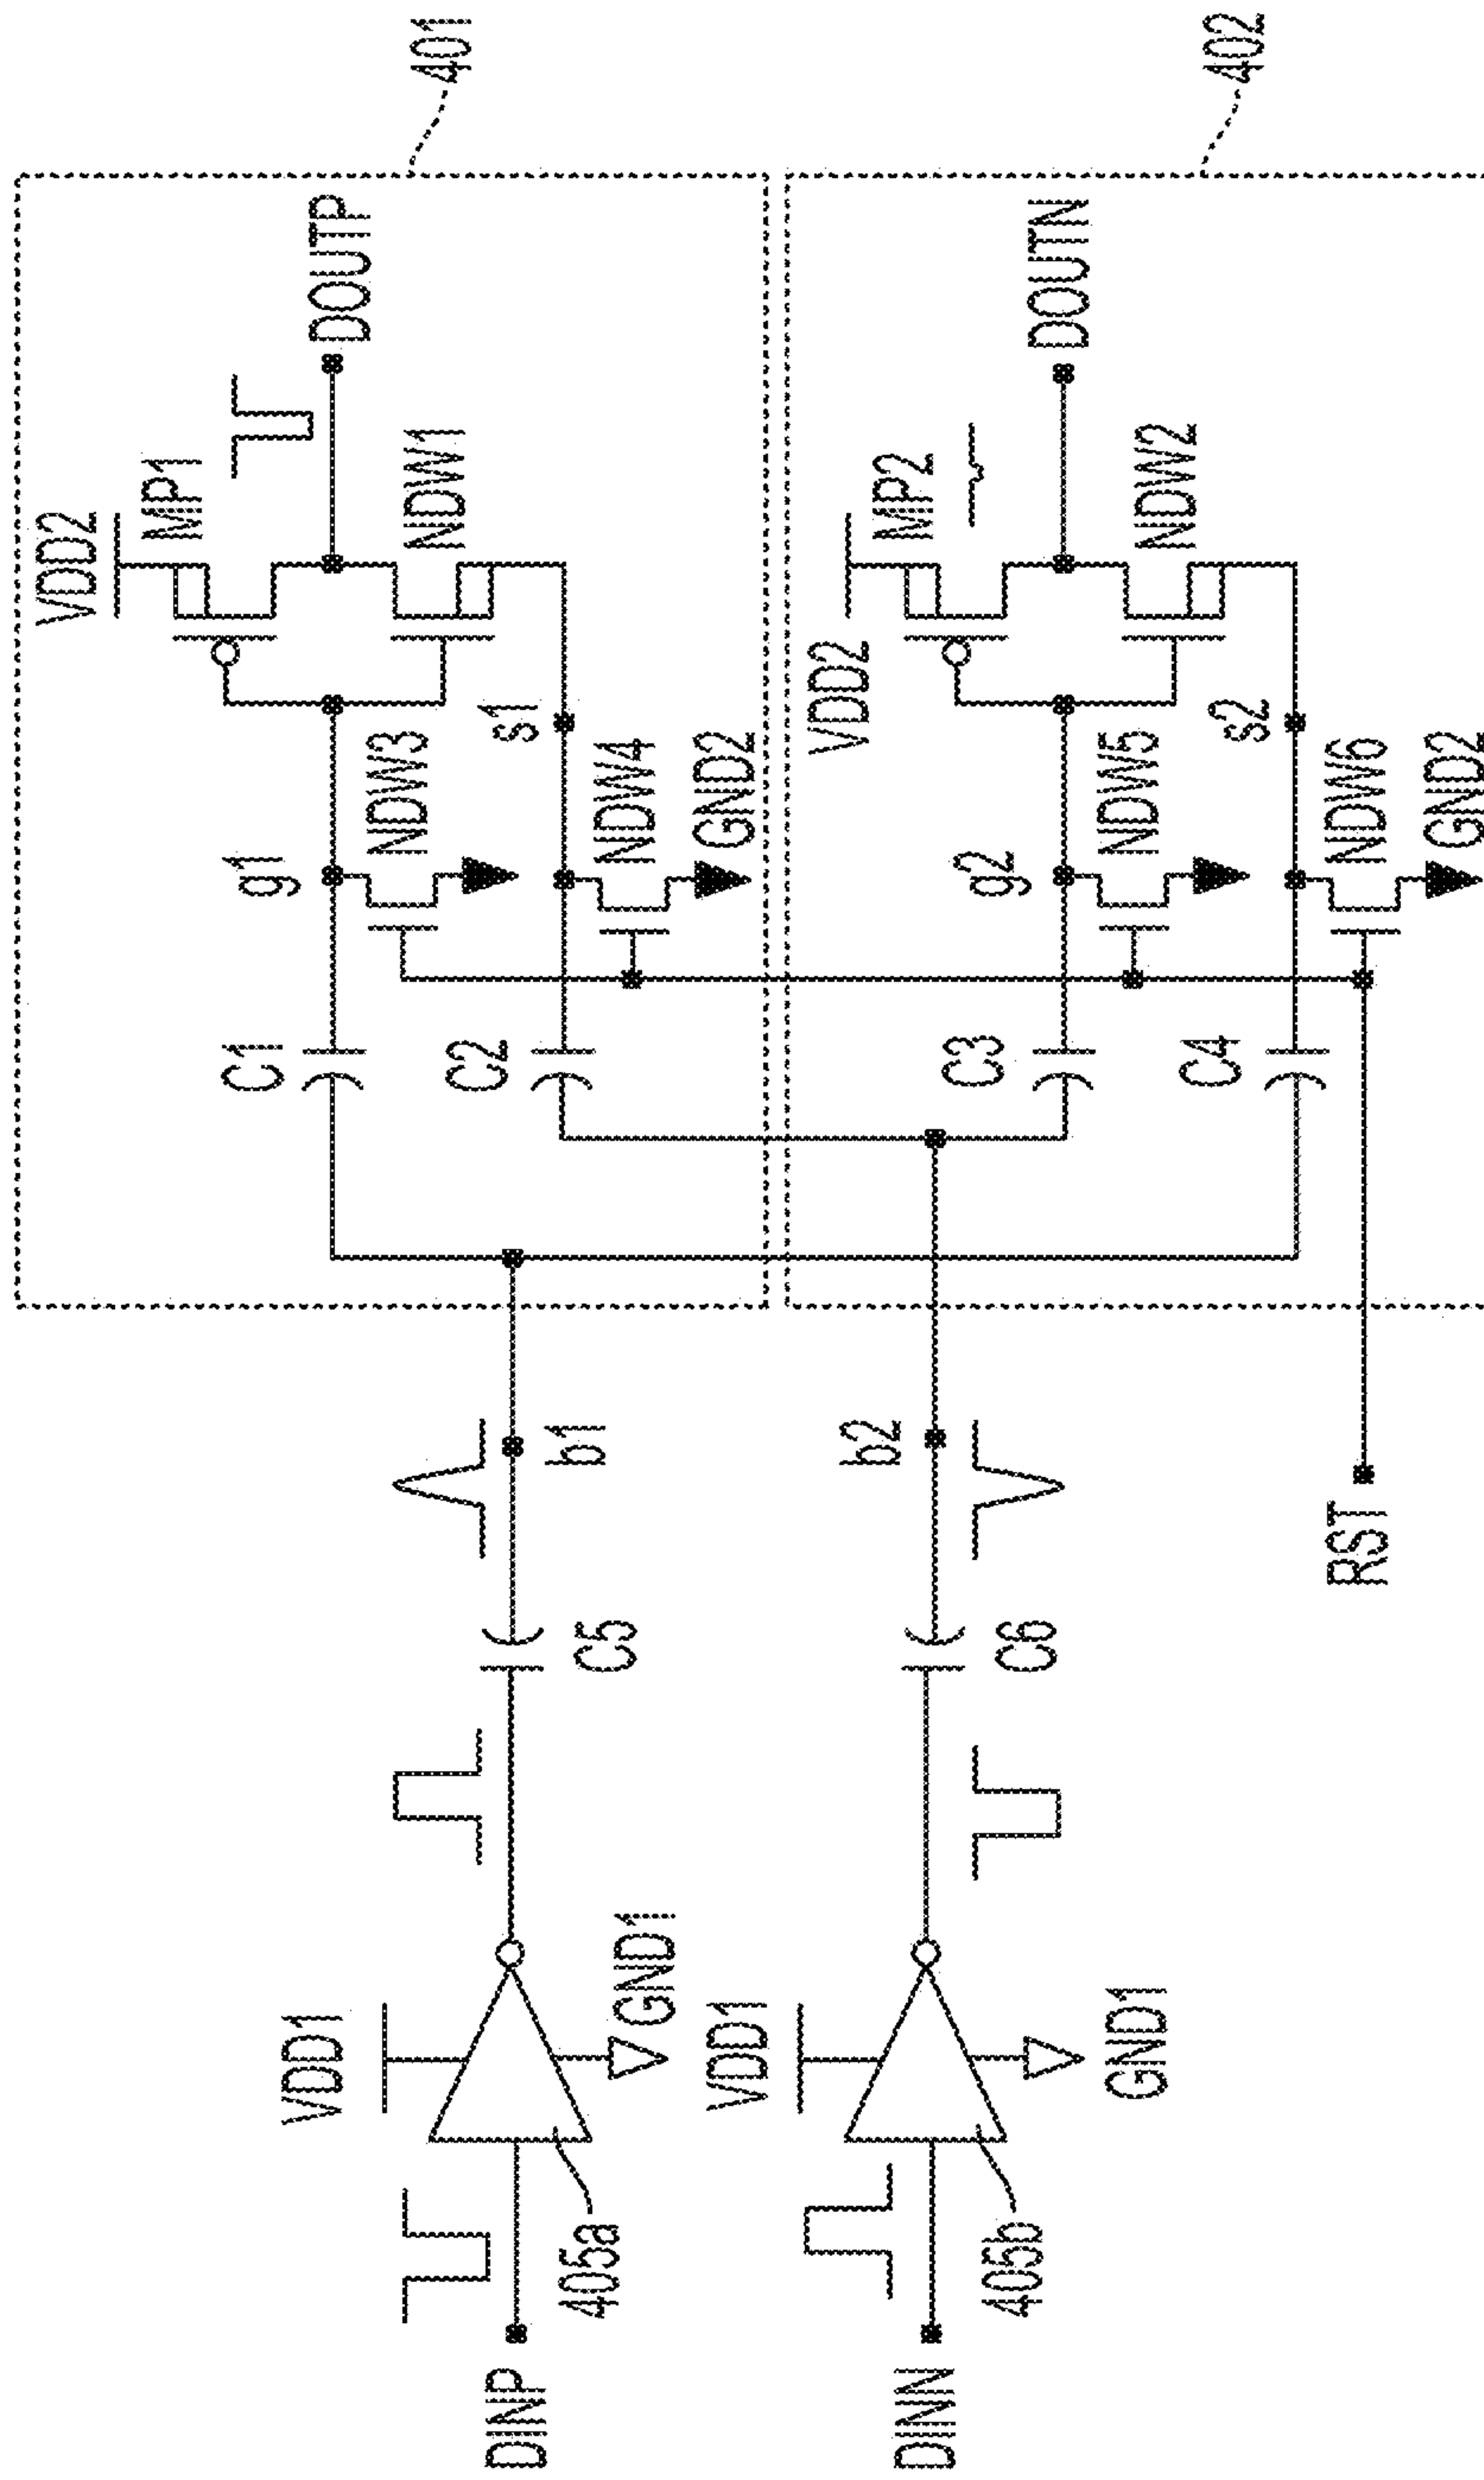 401
402
VDD2
MP1
DOUTP
NDW1
g1
NDW3
s1
NDW4
GND2
C1
C2
VDD2
MP2
DOUTN
NDW2
g2
NDW5
s2
NDW6
GND2
C3
C4
b1
b2
C5
C6
RST
VDD1
GND1
VDD1
GND1
405a
405b
DINP
DINN